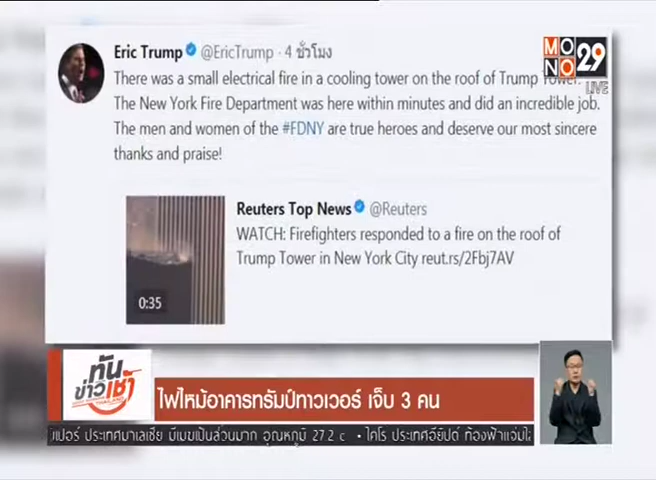 Eric Trump @EricTrump · 4 ชั่วโมง
There was a small electrical fire in a cooling tower on the roof of Trump Tower.
The New York Fire Department was here within minutes and did an incredible job.
The men and women of the #FDNY are true heroes and deserve our most sincere
thanks and praise!
MONO 29
LIVE
Reuters Top News @Reuters
WATCH: Firefighters responded to a fire on the roof of
Trump Tower in New York City reut.rs/2Fbj7AV
0:35
ทัน
ข่าวเช้า
ไฟไหม้อาคารทรัมป์ทาวเวอร์ เจ็บ 3 คน
ประเทศมาเลเซีย มีเมฆเป็นส่วนมาก อุณหภูมิ 27.2 c • ไคโร ประเทศอียิปต์ ท้องฟ้าแจ่มใ